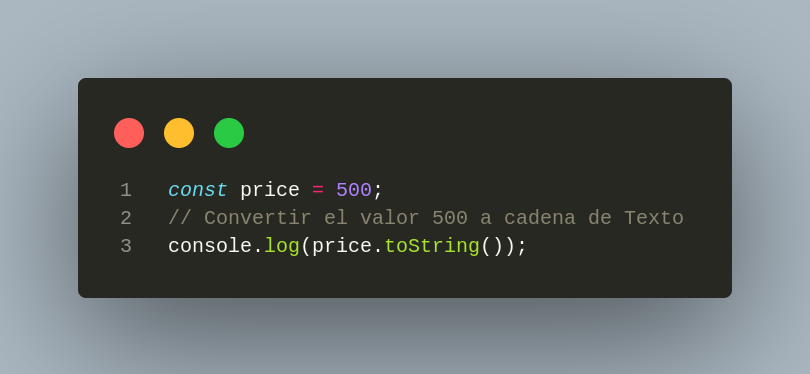 1 const price = 500;
2 // Convertir el valor 500 a cadena de Texto
3 console.log(price.toString());